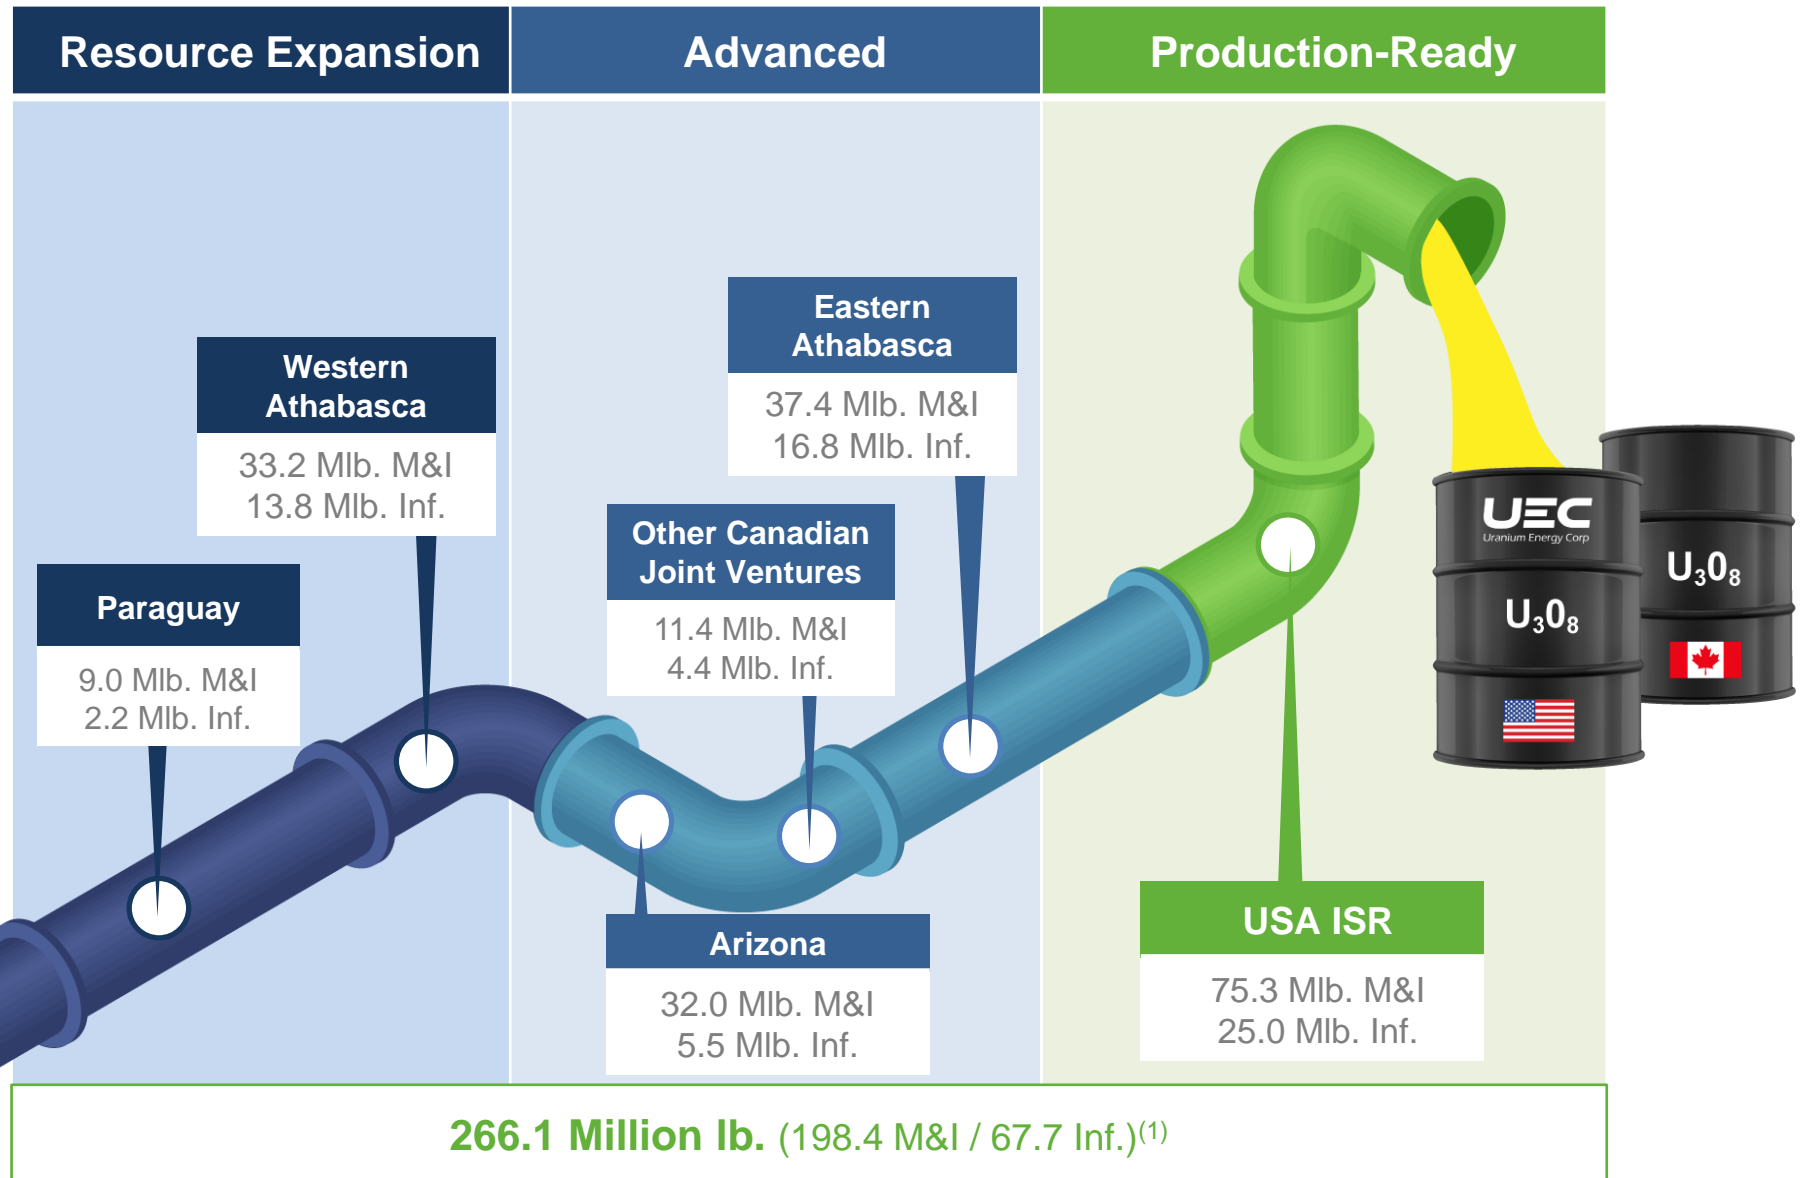 Resource Expansion
Advanced
Production-Ready
Western
Athabasca
33.2 Mlb. M&I
13.8 Mlb. Inf.
Paraguay
9.0 Mlb. M&I
2.2 Mlb. Inf.
Eastern
Athabasca
37.4 Mlb. M&I
16.8 Mlb. Inf.
Other Canadian
Joint Ventures
11.4 Mlb. M&I
4.4 Mlb. Inf.
Arizona
32.0 Mlb. M&I
5.5 Mlb. Inf.
USA ISR
75.3 Mlb. M&I
25.0 Mlb. Inf.
UEC
Uranium Energy Corp
U₃0₈
U₃0₈
266.1 Million lb. (198.4 M&I / 67.7 Inf.)⁽¹⁾